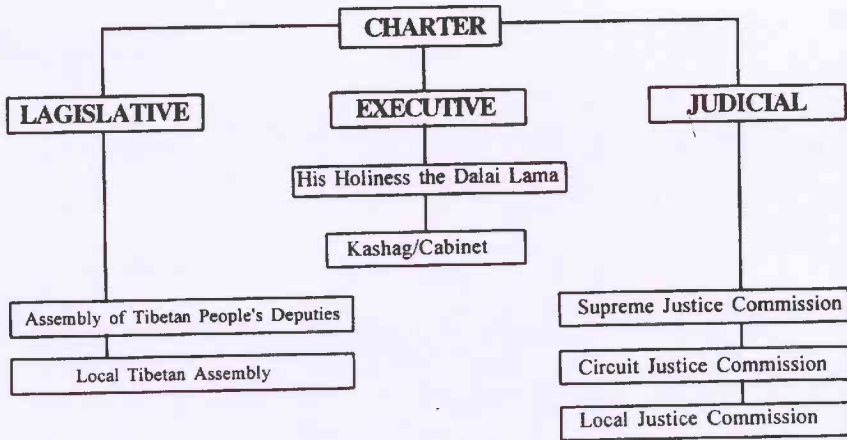 CHARTER
LAGISLATIVE
EXECUTIVE
JUDICIAL
His Holiness the Dalai Lama
Kashag/Cabinet
Assembly of Tibetan People's Deputies
Local Tibetan Assembly
Supreme Justice Commission
Circuit Justice Commission
Local Justice Commission